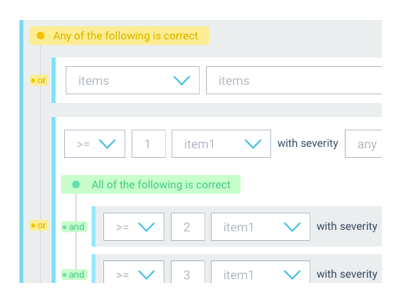 Any of the following is correct
or items items
>= 1 item1 with severity any
All of the following is correct
or and >= 2 item1 with severity
and >= 3 item1 with severity